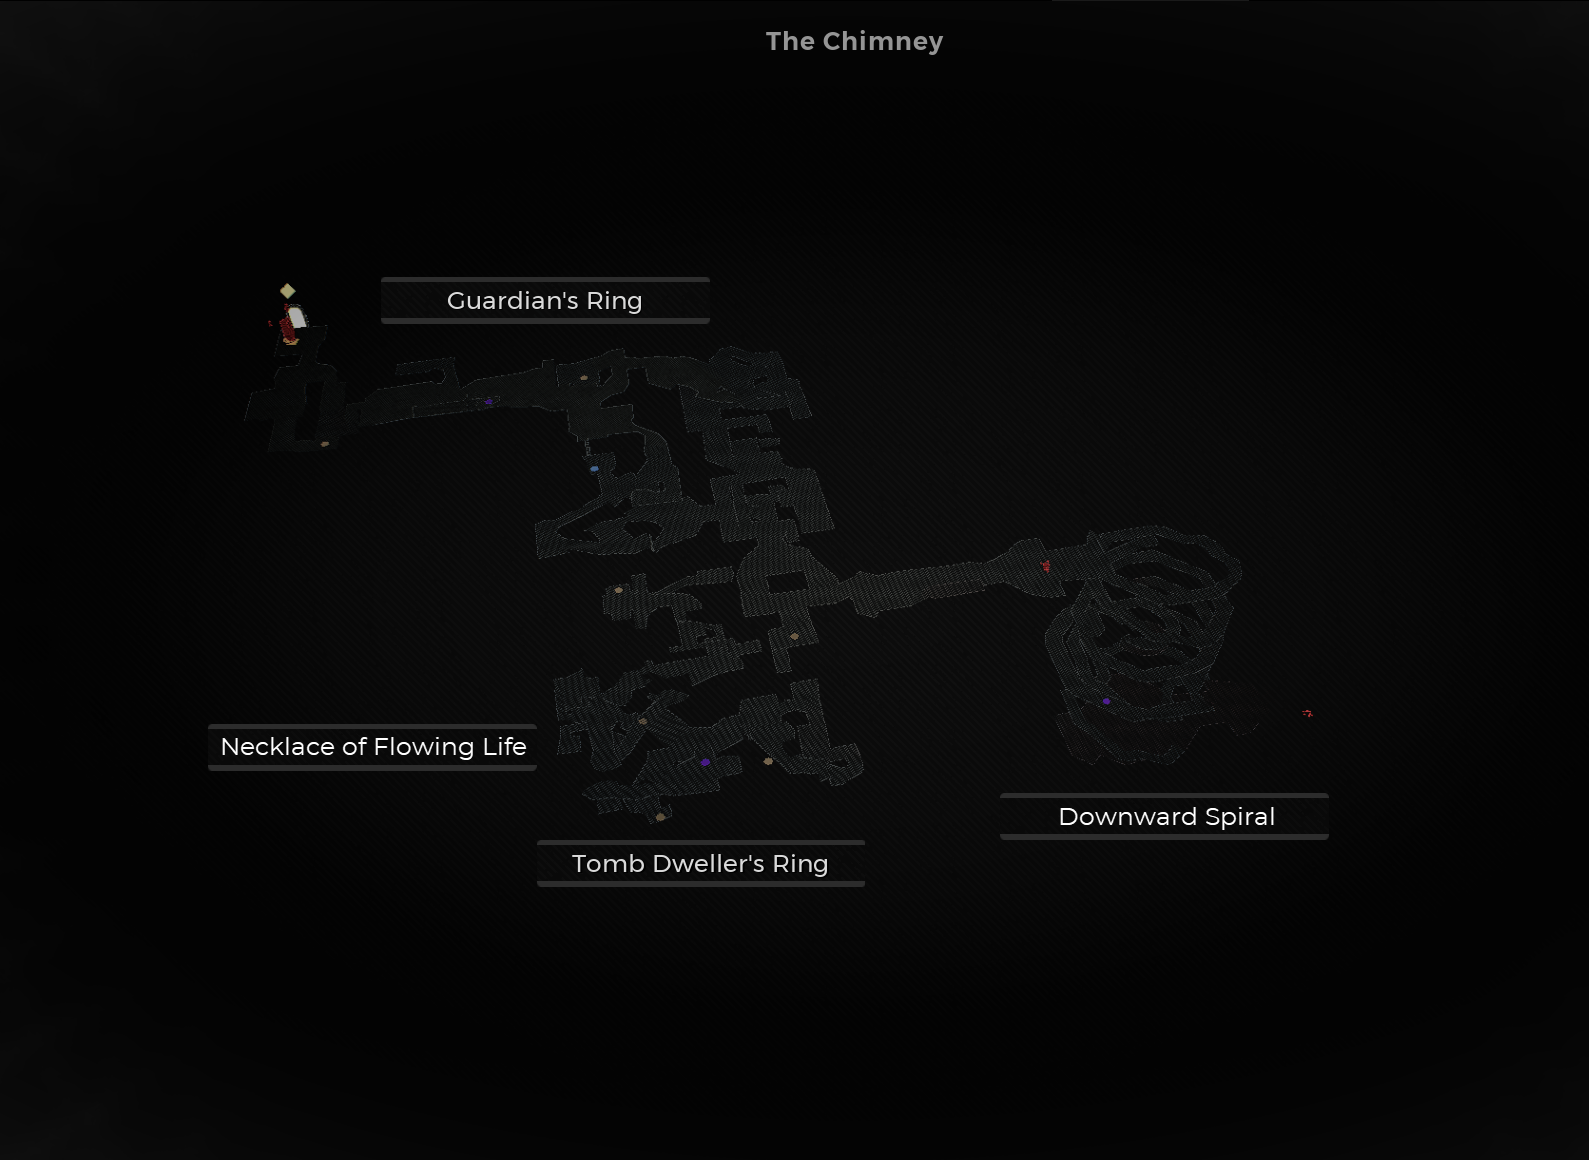 The Chimney
Guardian's Ring
Necklace of Flowing Life
Downward Spiral
Tomb Dweller's Ring